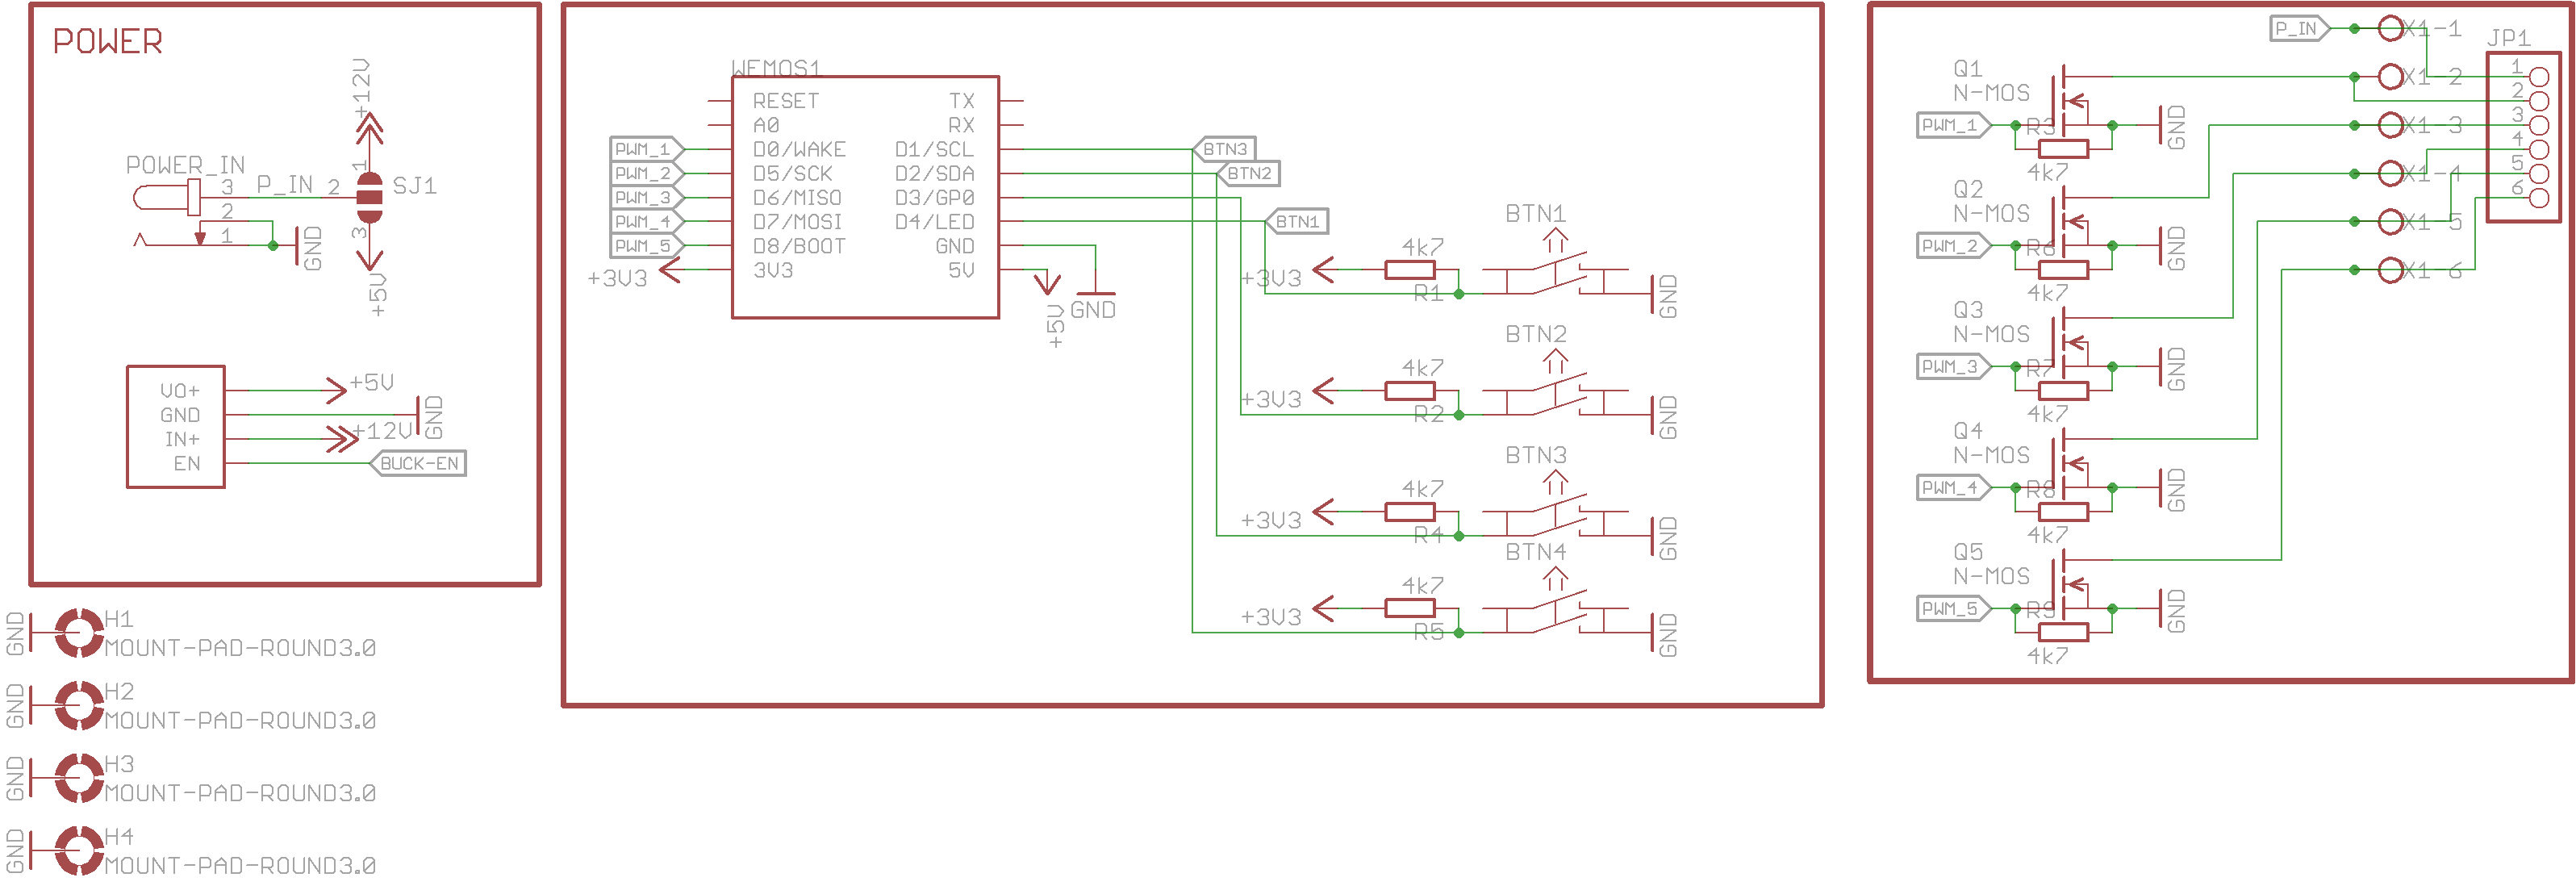 POWER
+12V
POWER_IN
3
P_IN
2
1
SJ1
2
1
3
GND
+5V
VO+
GND
IN+
EN
+5V
GND
+12V
BUCK-EN
GND
H1
MOUNT-PAD-ROUND3.0
GND
H2
MOUNT-PAD-ROUND3.0
GND
H3
MOUNT-PAD-ROUND3.0
GND
H4
MOUNT-PAD-ROUND3.0
WEMOS1
RESET
TX
A0
RX
PWM_1
D0/WAKE
D1/SCL
BTN3
PWM_2
D5/SCK
D2/SDA
BTN2
PWM_3
D6/MISO
D3/GP0
PWM_4
D7/MOSI
D4/LED
BTN1
PWM_5
D8/BOOT
GND
+3V3
3V3
5V
+5V
GND
BTN1
4k7
+3V3
R1
GND
BTN2
4k7
+3V3
R2
GND
BTN3
4k7
+3V3
R4
GND
BTN4
4k7
+3V3
R5
GND
P_IN
X1-1
X1-2
X1-3
X1-4
X1-5
X1-6
JP1
1
2
3
4
5
6
Q1
N-MOS
PWM_1
R3
4k7
GND
Q2
N-MOS
PWM_2
R6
4k7
GND
Q3
N-MOS
PWM_3
R7
4k7
GND
Q4
N-MOS
PWM_4
R8
4k7
GND
Q5
N-MOS
PWM_5
R9
4k7
GND